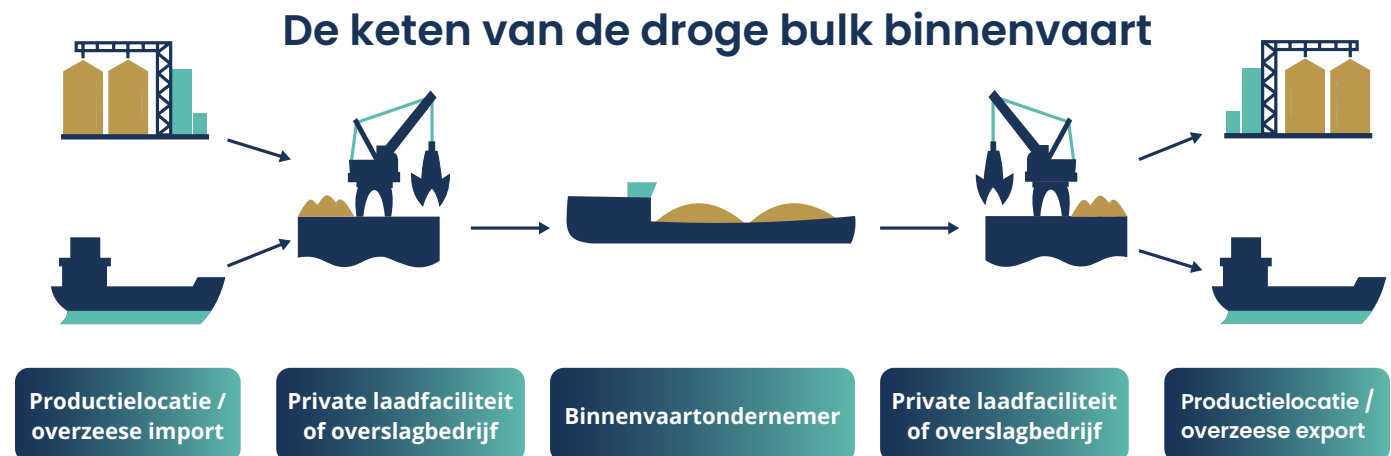 De keten van de droge bulk binnenvaart
Productielocatie /
overzeese import
Private laadfaciliteit
of overslagbedrijf
Binnenvaartondernemer
Private laadfaciliteit
of overslagbedrijf
Productielocatie /
overzeese export